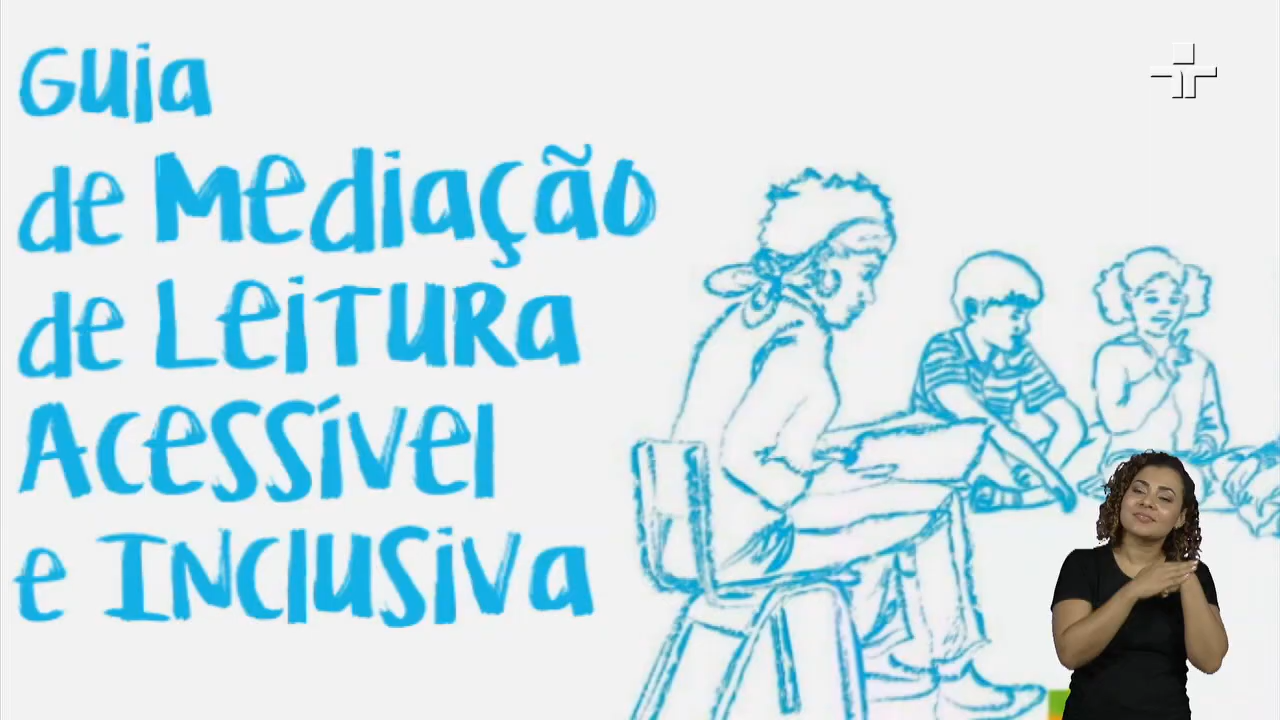 Guia
de Mediação
de Leitura
Acessível
e Inclusiva